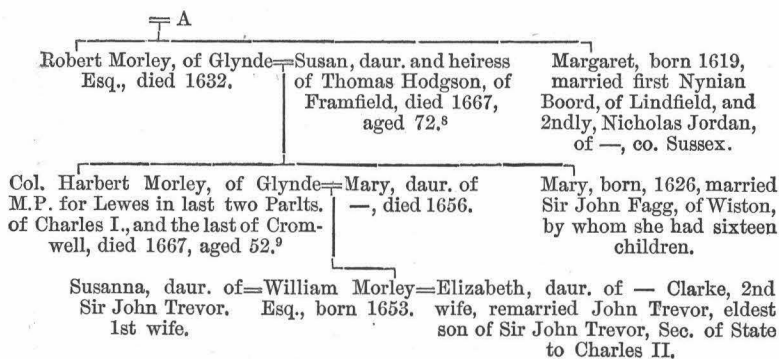 A
Robert Morley, of Glynde
Esq., died 1632.
Susan, daur. and heiress
of Thomas Hodgson, of
Framfield, died 1667,
aged 72.⁸
Margaret, born 1619,
married first Nynian
Boord, of Lindfield, and
2ndly, Nicholas Jordan,
of —, co. Sussex.
Col. Harbert Morley, of Glynde
M.P. for Lewes in last two Parlts.
of Charles I., and the last of Crom-
well, died 1667, aged 52.⁹
Mary, daur. of
—, died 1656.
Mary, born, 1626, married
Sir John Fagg, of Wiston,
by whom she had sixteen
children.
Susanna, daur. of
Sir John Trevor.
1st wife.
William Morley
Esq., born 1653.
Elizabeth, daur. of — Clarke, 2nd
wife, remarried John Trevor, eldest
son of Sir John Trevor, Sec. of State
to Charles II.